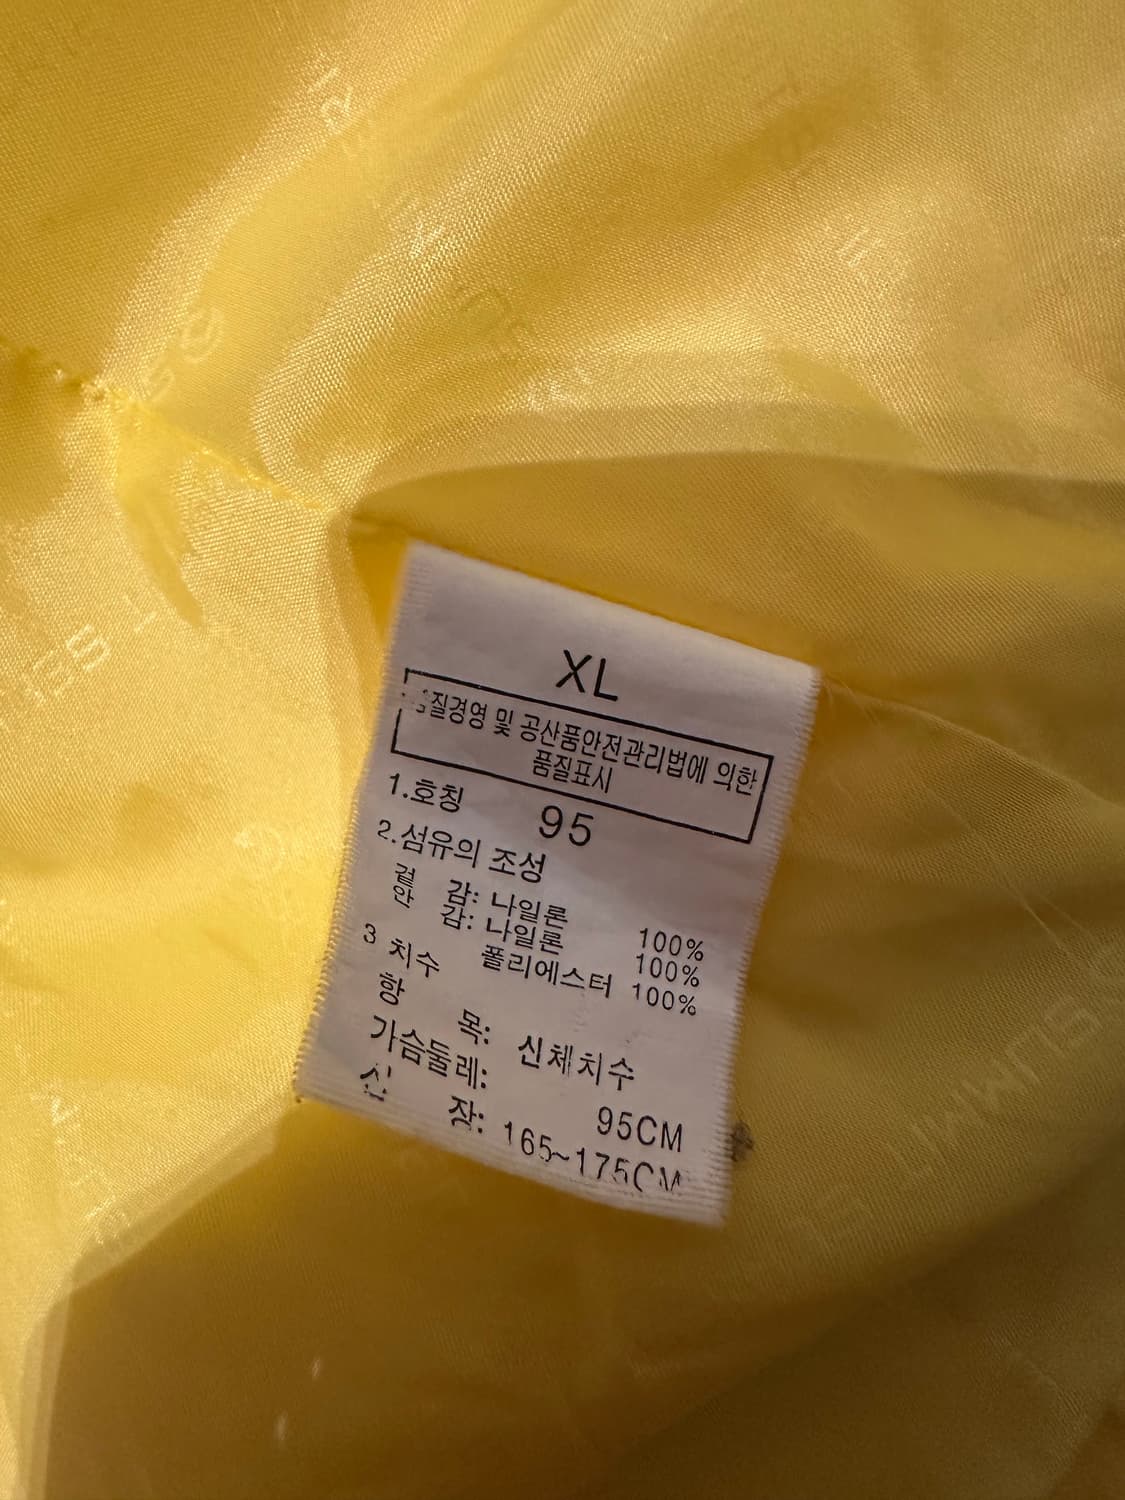 XL
품질경영 및 공산품안전관리법에 의한
품질표시
1.호칭 95
2.섬유의 조성
겉 감: 나일론 100%
안 감: 나일론 100%
폴리에스터 100%
3 치수
항 목: 신체치수
가슴둘레: 95CM
신 장: 165~175CM